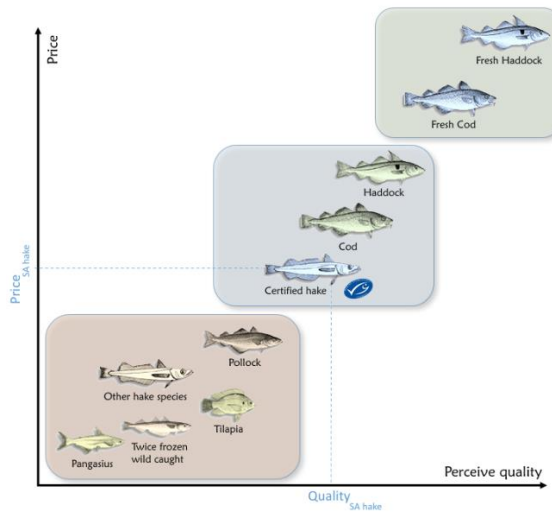 Price
Fresh Haddock
Fresh Cod
Haddock
Cod
Certified hake
Price SA hake
Pollock
Other hake species
Tilapia
Twice frozen
wild caught
Pangasius
Perceive quality
Quality SA hake